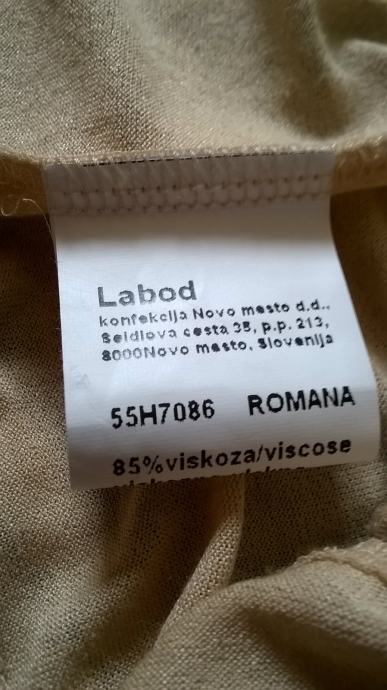 Labod
konfekcija Novo mesto d.d.,
Seidlova cesta 35, p.p. 213,
8000Novo mesto, Slovenija
55H7086 ROMANA
85%viskoza/viscose